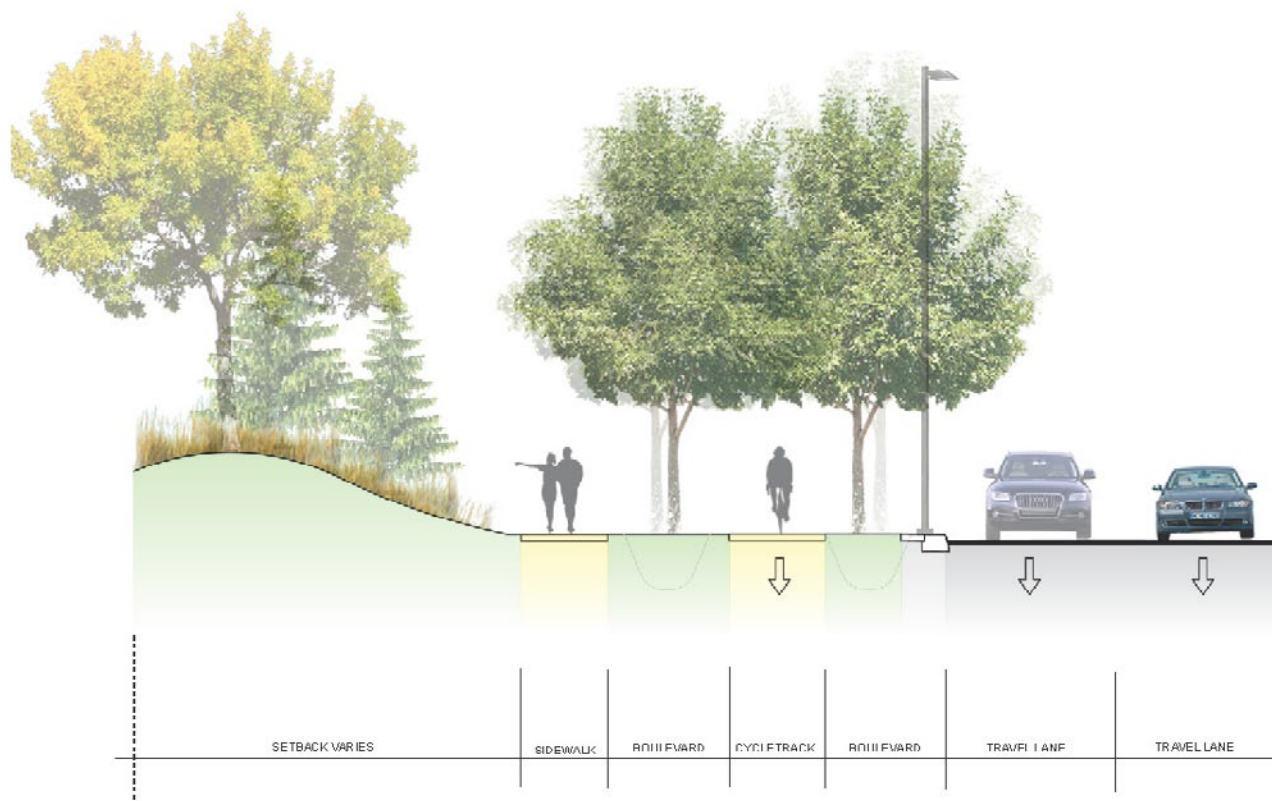 SETBACK VARIES
SIDEWALK
BOULEVARD
CYCLETRACK
BOULEVARD
TRAVEL LANE
TRAVEL LANE